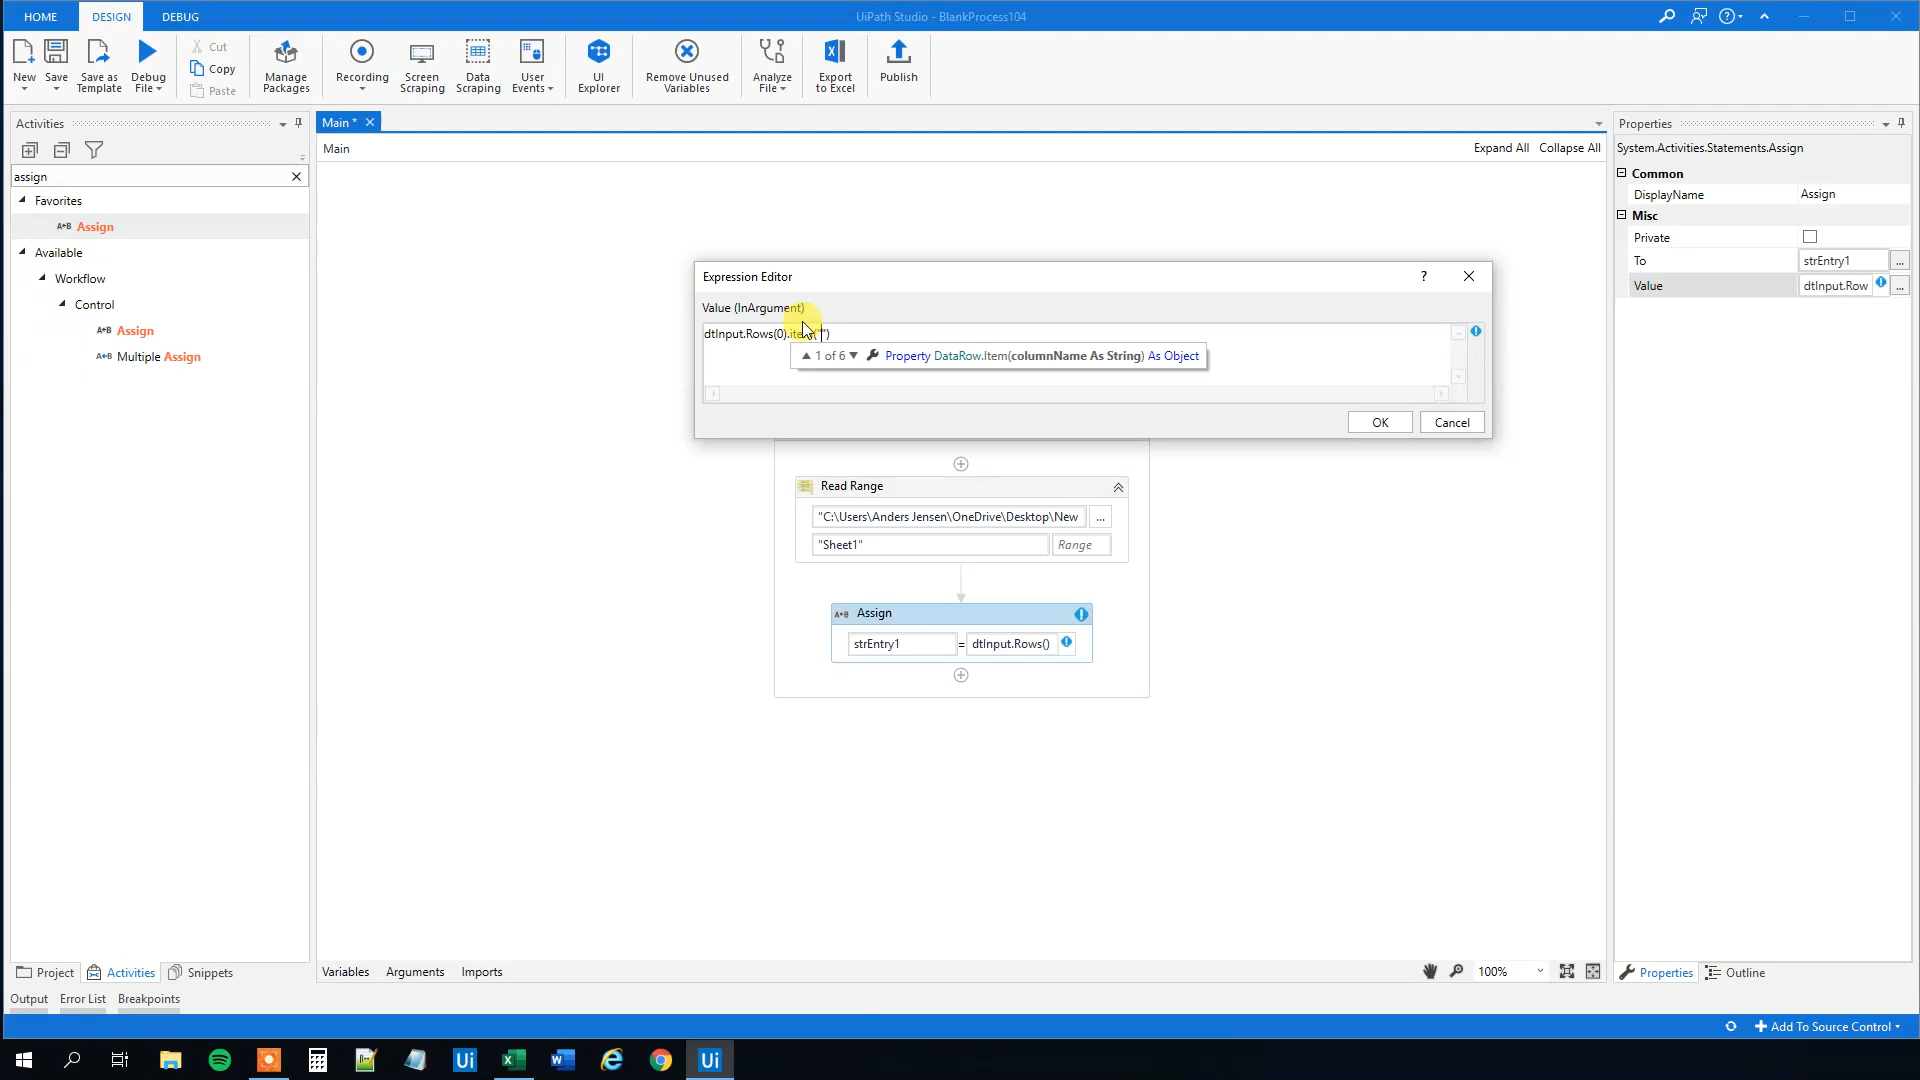 HOME
DESIGN
DEBUG
UiPath Studio - BlankProcess104
New
Save
Save as Template
Debug File
Cut
Copy
Paste
Manage Packages
Recording
Screen Scraping
Data Scraping
User Events
UI Explorer
Remove Unused Variables
Analyze File
Export to Excel
Publish
Activities
assign
Favorites
A+B Assign
Available
Workflow
Control
A+B Assign
A+B Multiple Assign
Main *
Main
Expand All
Collapse All
Expression Editor
?
Value (InArgument)
dtInput.Rows(0).item("")
1 of 6
Property DataRow.Item(columnName As String) As Object
OK
Cancel
Read Range
"C:\Users\Anders Jensen\OneDrive\Desktop\New
...
"Sheet1"
Range
A+B Assign
strEntry1
=
dtInput.Rows()
Properties
System.Activities.Statements.Assign
Common
DisplayName
Assign
Misc
Private
To
strEntry1
...
Value
dtInput.Row
...
Project
Activities
Snippets
Variables
Arguments
Imports
100%
Properties
Outline
Output
Error List
Breakpoints
Add To Source Control
Ui
Ui